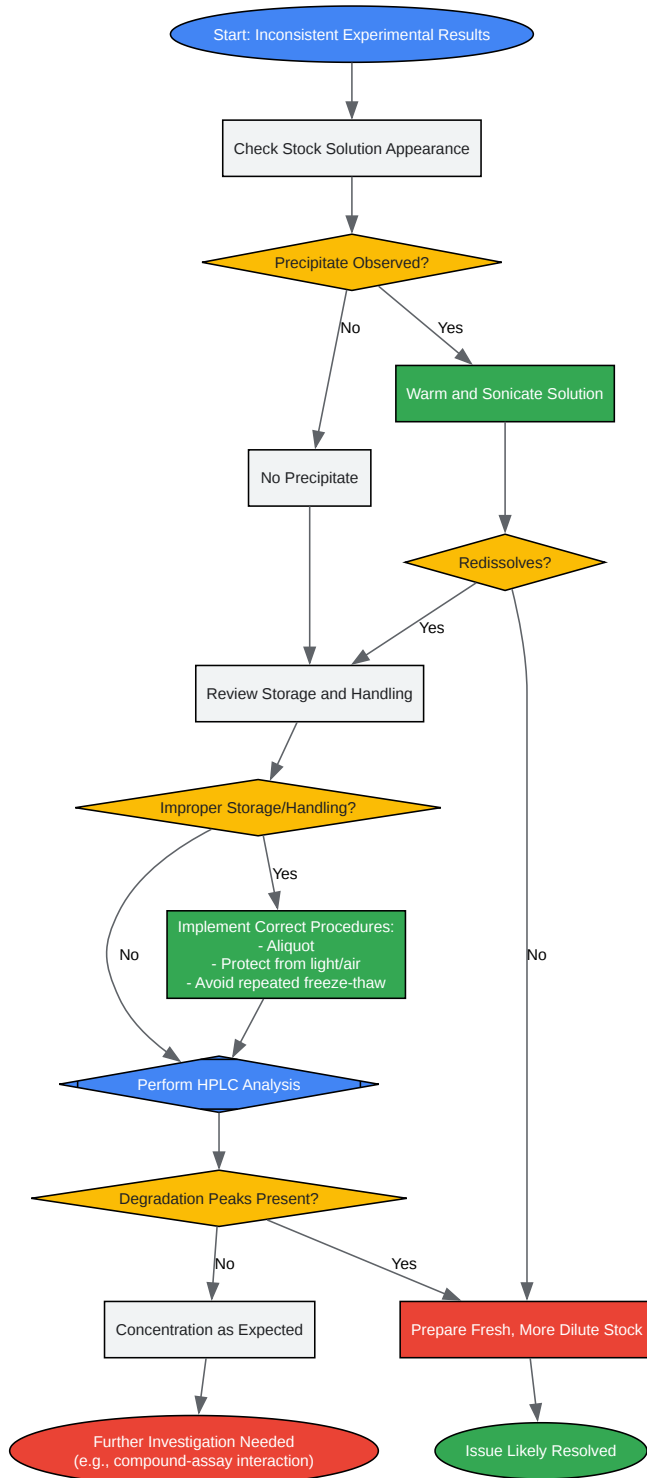 Start: Inconsistent Experimental Results
Check Stock Solution Appearance
Precipitate Observed?
No
Yes
Warm and Sonicate Solution
No Precipitate
Redissolves?
Yes
Review Storage and Handling
Improper Storage/Handling?
Yes
Implement Correct Procedures:
- Aliquot
- Protect from light/air
- Avoid repeated freeze-thaw
No
No
Perform HPLC Analysis
Degradation Peaks Present?
No
Yes
Concentration as Expected
Prepare Fresh, More Dilute Stock
Further Investigation Needed
(e.g., compound-assay interaction)
Issue Likely Resolved